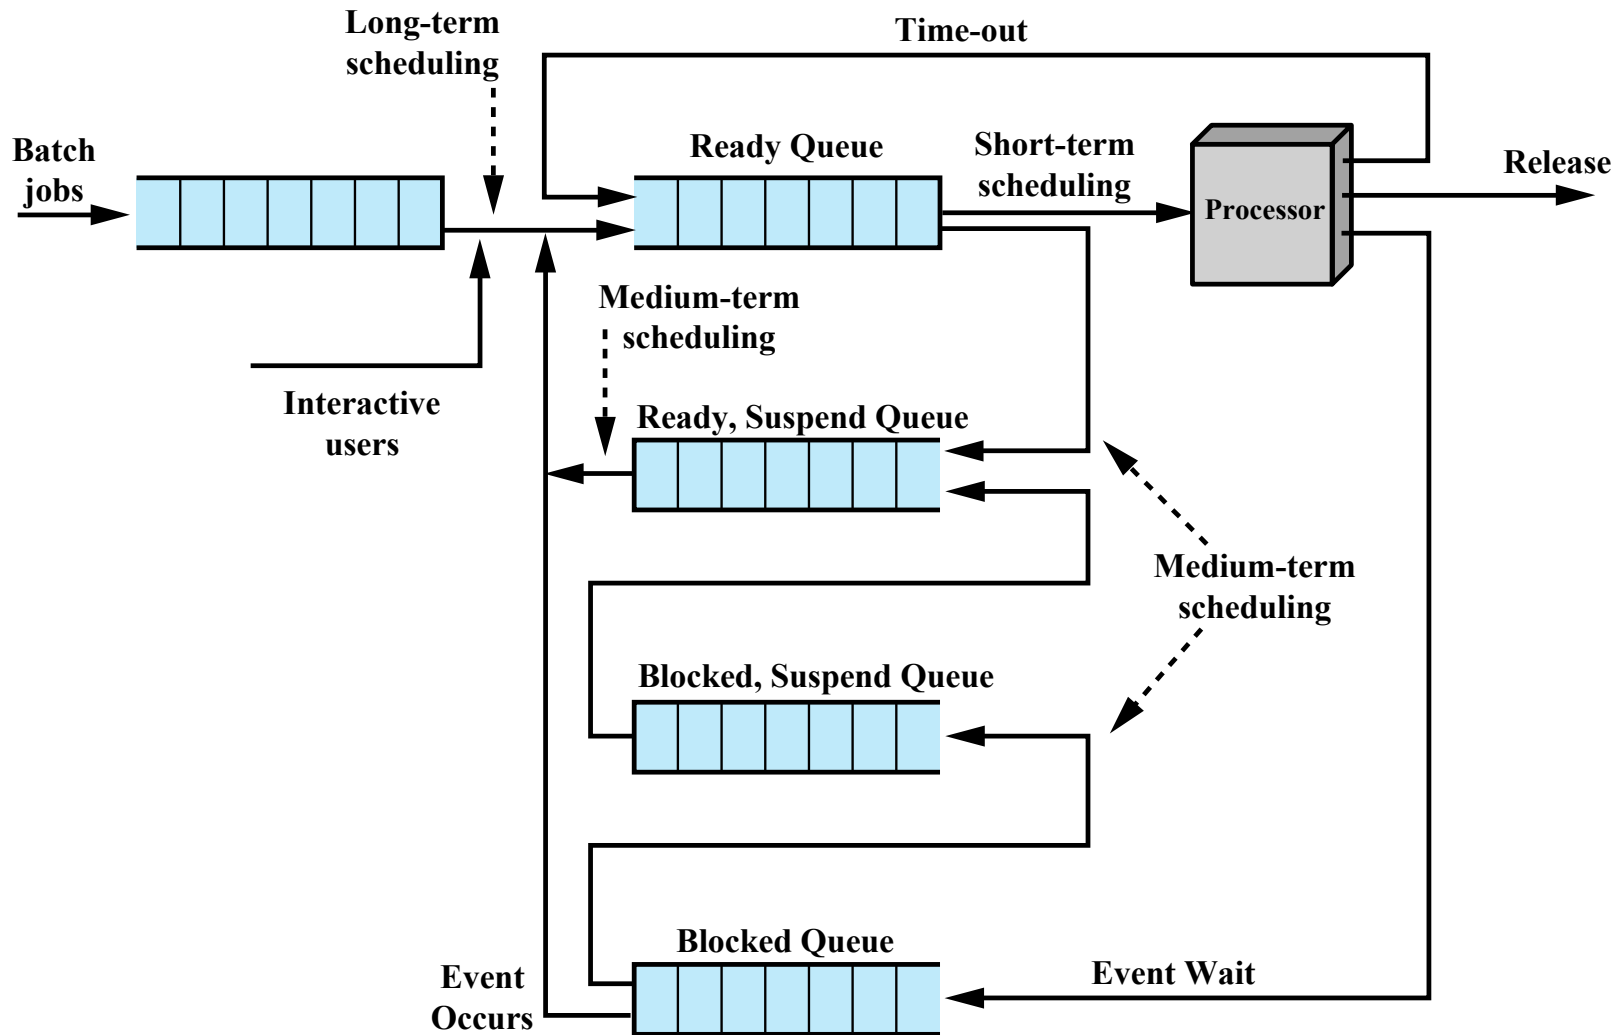 Long-term
scheduling
Time-out
Batch
jobs
Ready Queue
Short-term
scheduling
Processor
Release
Medium-term
scheduling
Interactive
users
Ready, Suspend Queue
Medium-term
scheduling
Blocked, Suspend Queue
Blocked Queue
Event
Occurs
Event Wait